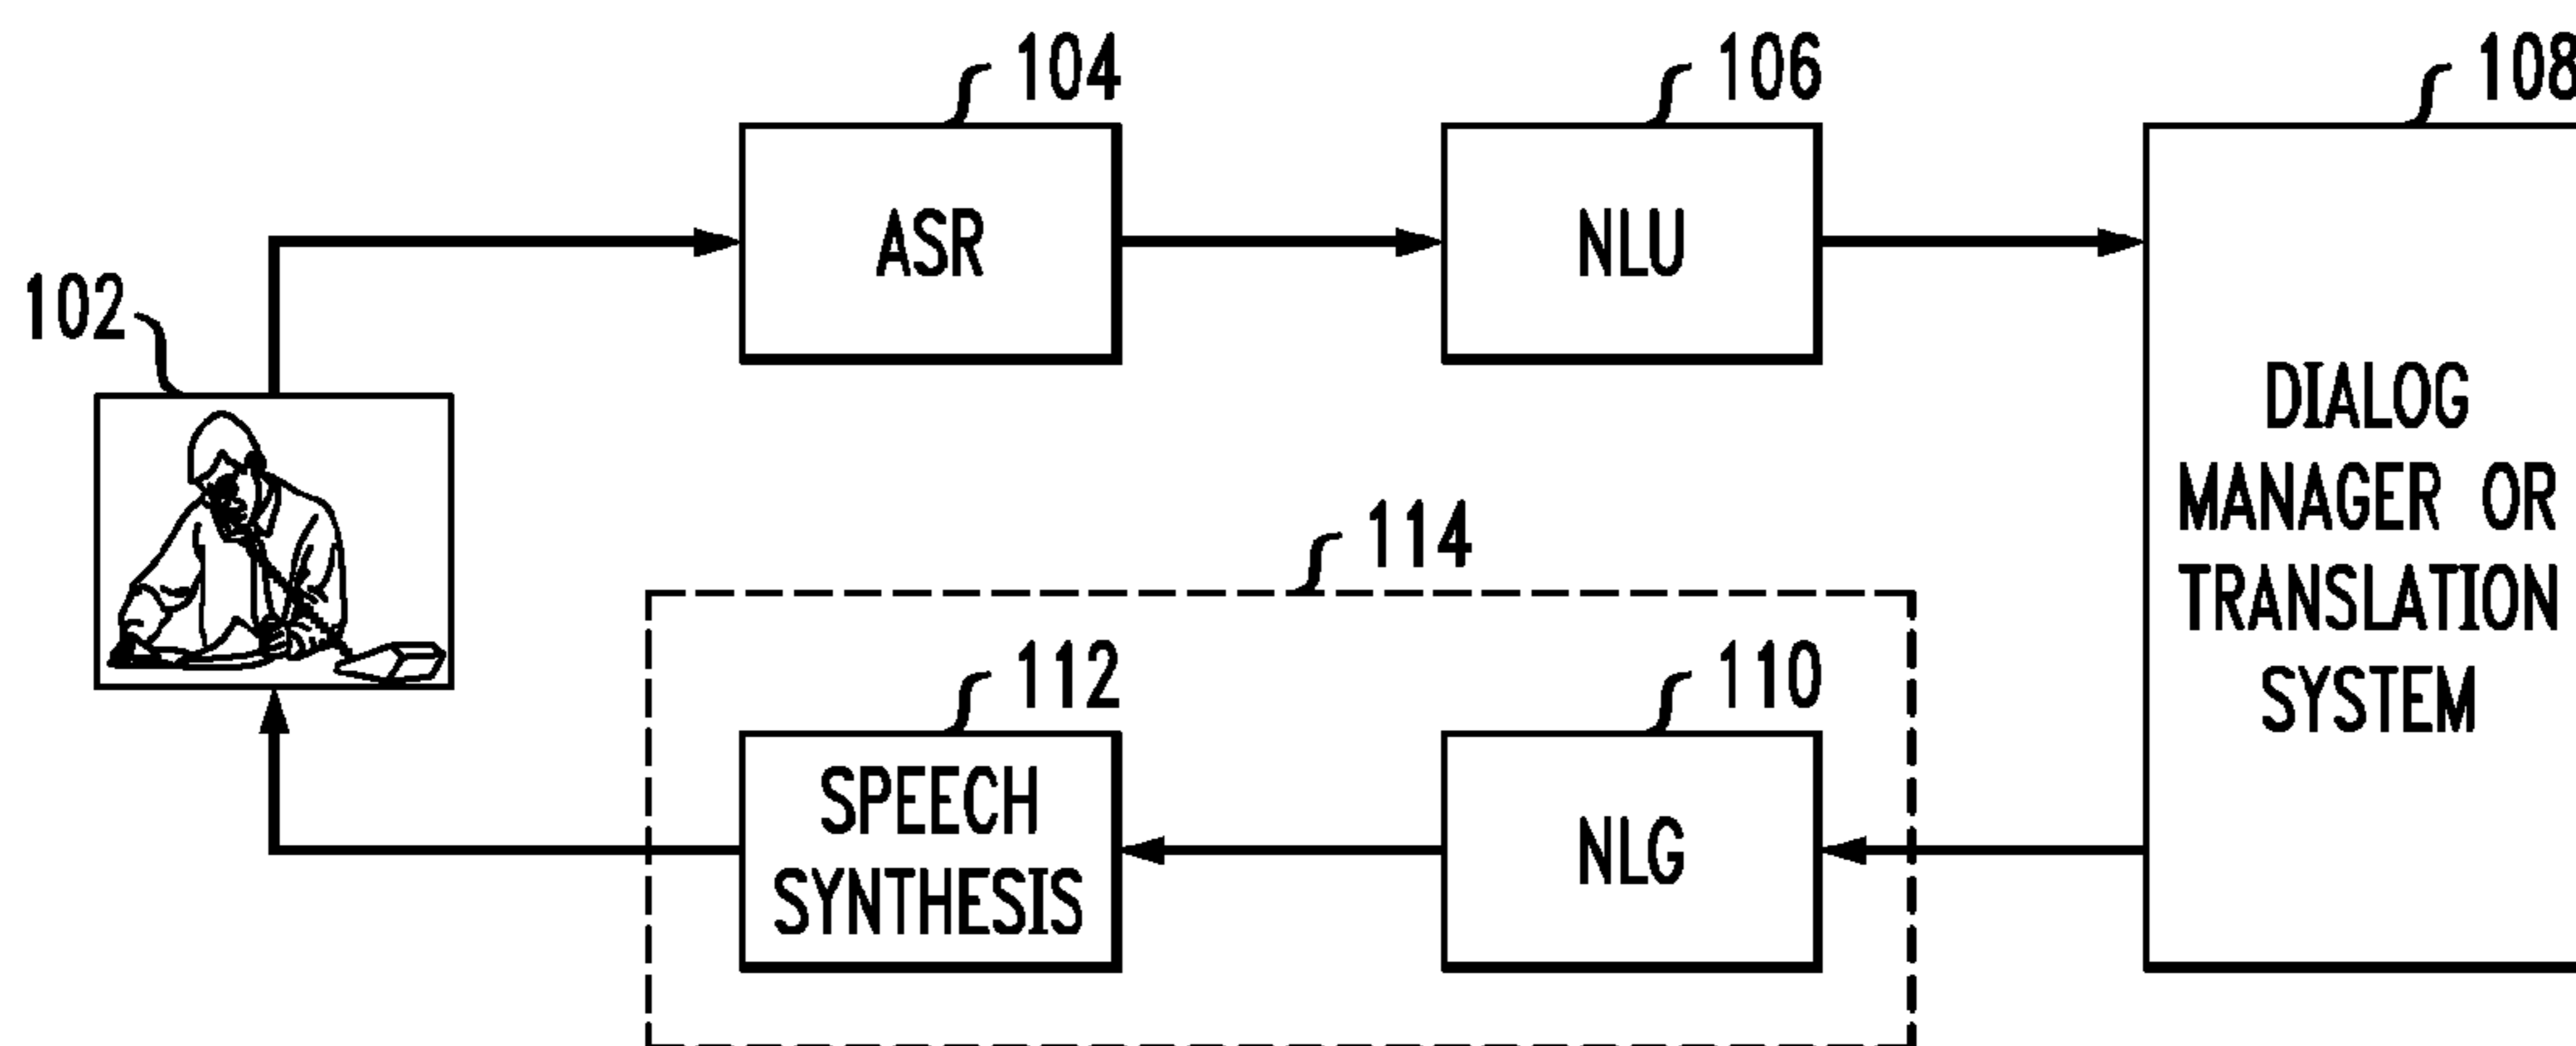 104
106
108
ASR
NLU
102
DIALOG
MANAGER OR
TRANSLATION
SYSTEM
114
112
110
SPEECH
SYNTHESIS
NLG